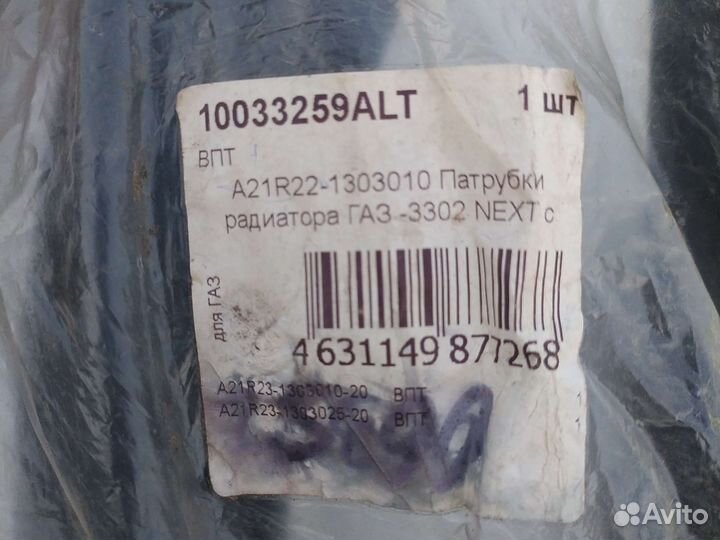 10033259ALT 1 шт
ВПТ
A21R22-1303010 Патрубки
радиатора ГАЗ -3302 NEXT с
для ГАЗ
4 631149 877268
A21R23-1303010-20 ВПТ
A21R23-1303025-20 ВПТ
Avito